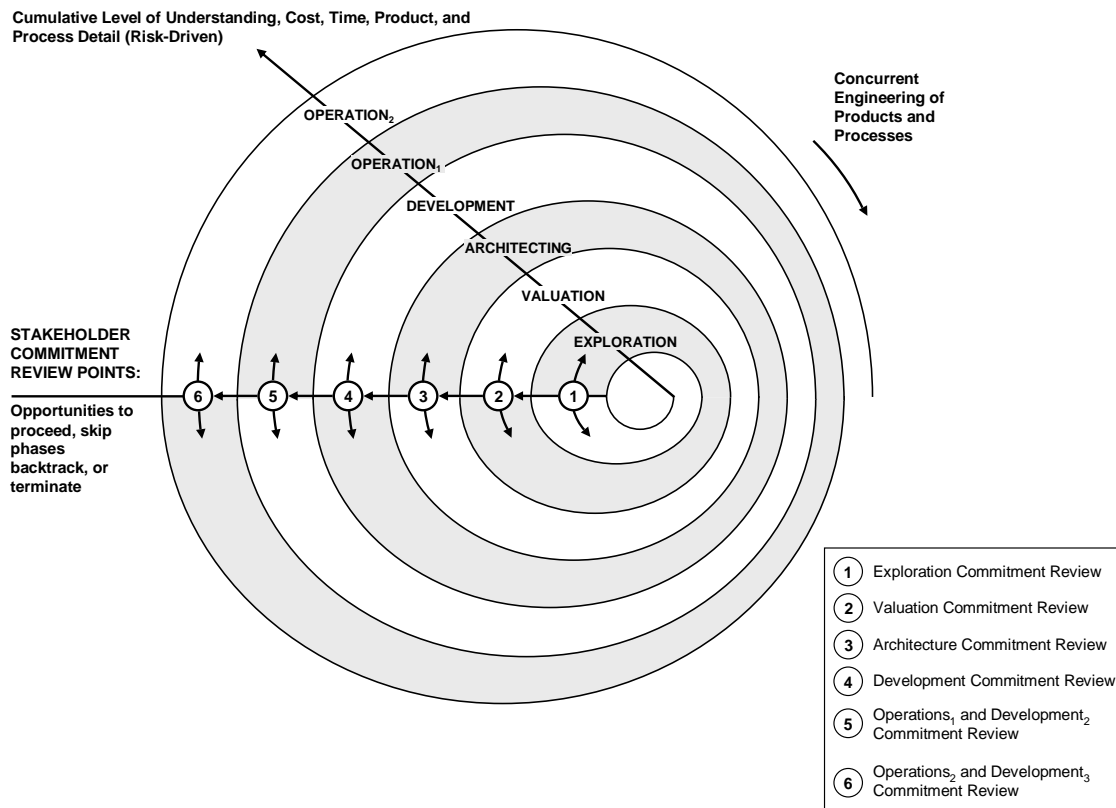 Cumulative Level of Understanding, Cost, Time, Product, and
Process Detail (Risk-Driven)
Concurrent
Engineering of
Products and
Processes
OPERATION₂
OPERATION₁
DEVELOPMENT
ARCHITECTING
VALUATION
EXPLORATION
STAKEHOLDER
COMMITMENT
REVIEW POINTS:
6 5 4 3 2 1
Opportunities to
proceed, skip
phases
backtrack, or
terminate
1 Exploration Commitment Review
2 Valuation Commitment Review
3 Architecture Commitment Review
4 Development Commitment Review
5 Operations₁ and Development₂
Commitment Review
6 Operations₂ and Development₃
Commitment Review